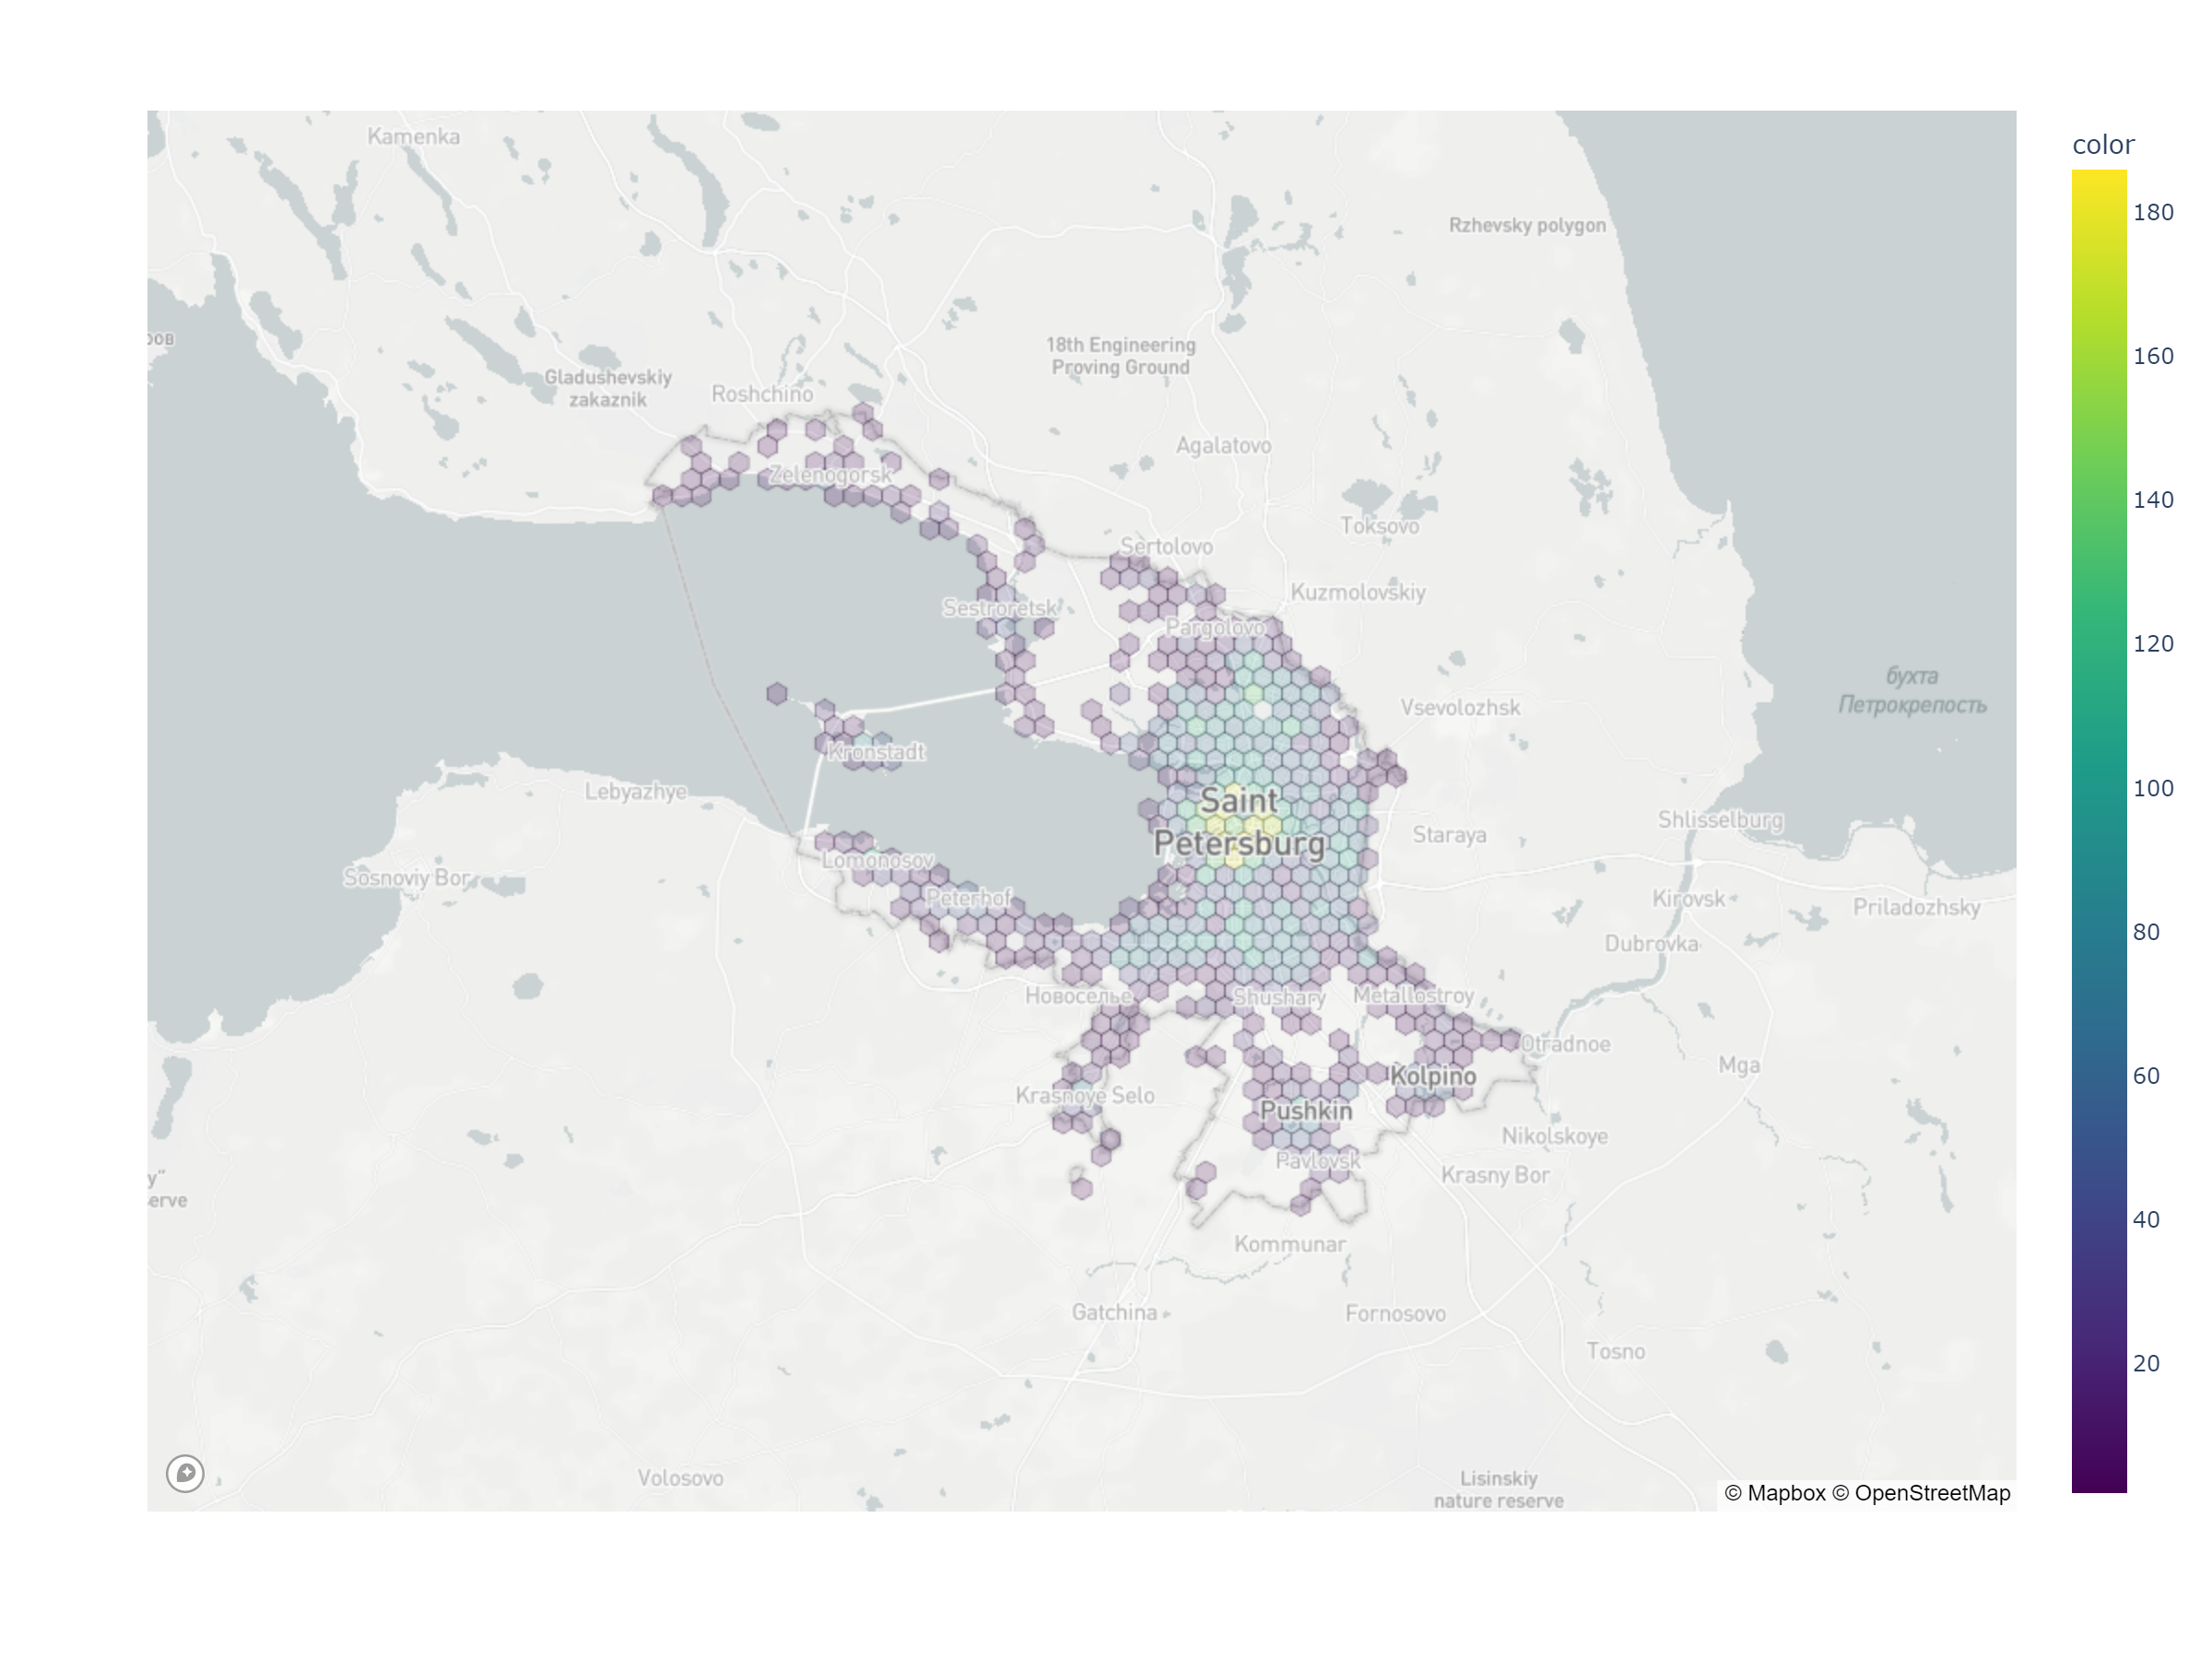 Kamenka
Rzhevsky polygon
ров
18th Engineering
Proving Ground
Gladushevskiy
zakaznik
Roshchino
Agalatovo
Zelenogorsk
Toksovo
Sertolovo
Kuzmolovskiy
Sestroretsk
Pargolovo
бухта
Петрокрепость
Vsevolozhsk
Kronstadt
Lebyazhye
Saint
Petersburg
Shlisselburg
Staraya
Lomonosov
Sosnoviy Bor
Peterhof
Kirovsk
Priladozhsky
Dubrovka
Новоселье
Shushary
Metallostroy
Otradnoe
Mga
Kolpino
Krasnoye Selo
Pushkin
Nikolskoye
Pavlovsk
Krasny Bor
y"
serve
Kommunar
Gatchina
Fornosovo
Tosno
Volosovo
Lisinskiy
nature reserve
© Mapbox © OpenStreetMap
color
180
160
140
120
100
80
60
40
20